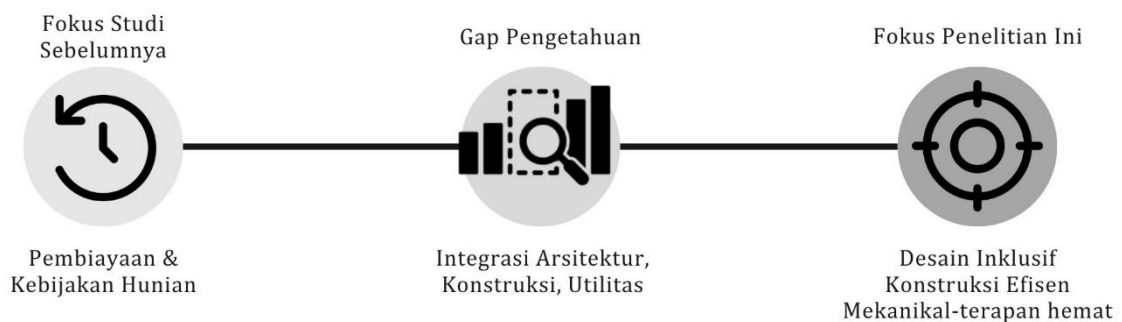 Fokus Studi
Sebelumnya
Pembiayaan &
Kebijakan Hunian
Gap Pengetahuan
Integrasi Arsitektur,
Konstruksi, Utilitas
Fokus Penelitian Ini
Desain Inklusif
Konstruksi Efisen
Mekanikal-terapan hemat